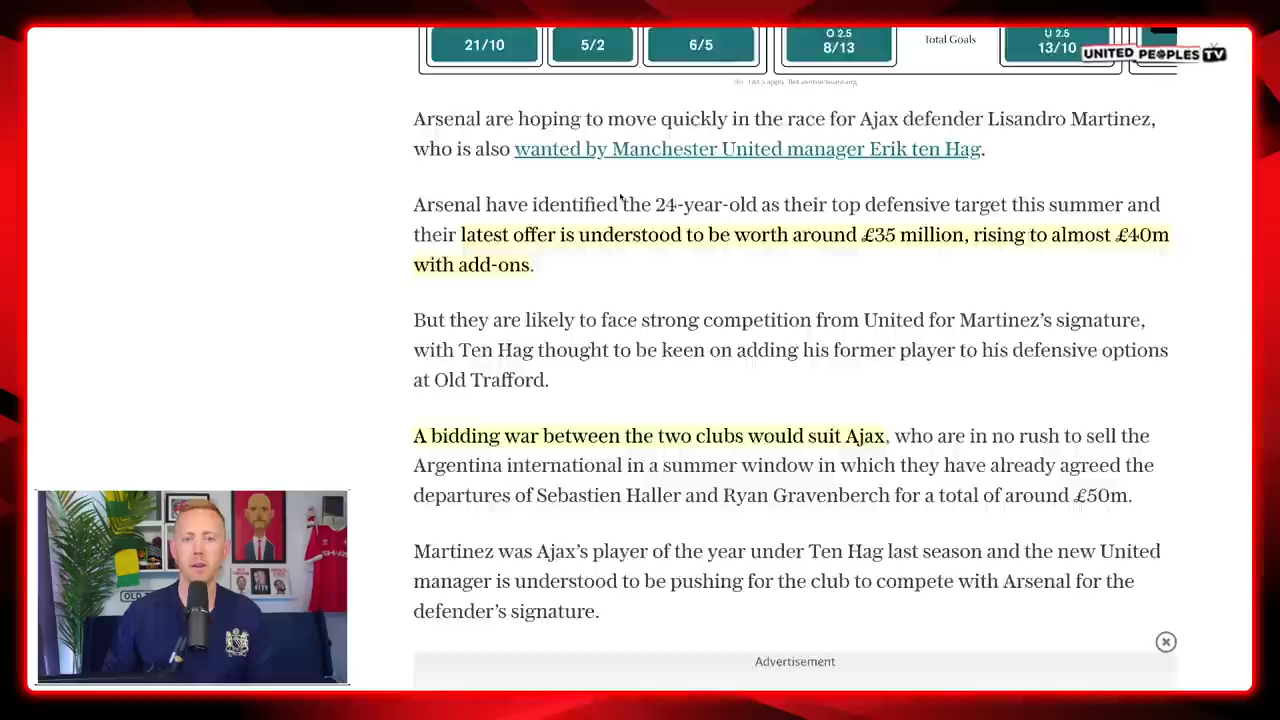 21/10
5/2
6/5
O 2.5
8/13
Total Goals
U 2.5
13/10
UNITED PEOPLES TV
Arsenal are hoping to move quickly in the race for Ajax defender Lisandro Martinez,
who is also wanted by Manchester United manager Erik ten Hag.
Arsenal have identified the 24-year-old as their top defensive target this summer and
their latest offer is understood to be worth around £35 million, rising to almost £40m
with add-ons.
But they are likely to face strong competition from United for Martinez’s signature,
with Ten Hag thought to be keen on adding his former player to his defensive options
at Old Trafford.
A bidding war between the two clubs would suit Ajax, who are in no rush to sell the
Argentina international in a summer window in which they have already agreed the
departures of Sebastien Haller and Ryan Gravenberch for a total of around £50m.
Martinez was Ajax’s player of the year under Ten Hag last season and the new United
manager is understood to be pushing for the club to compete with Arsenal for the
defender’s signature.
Advertisement